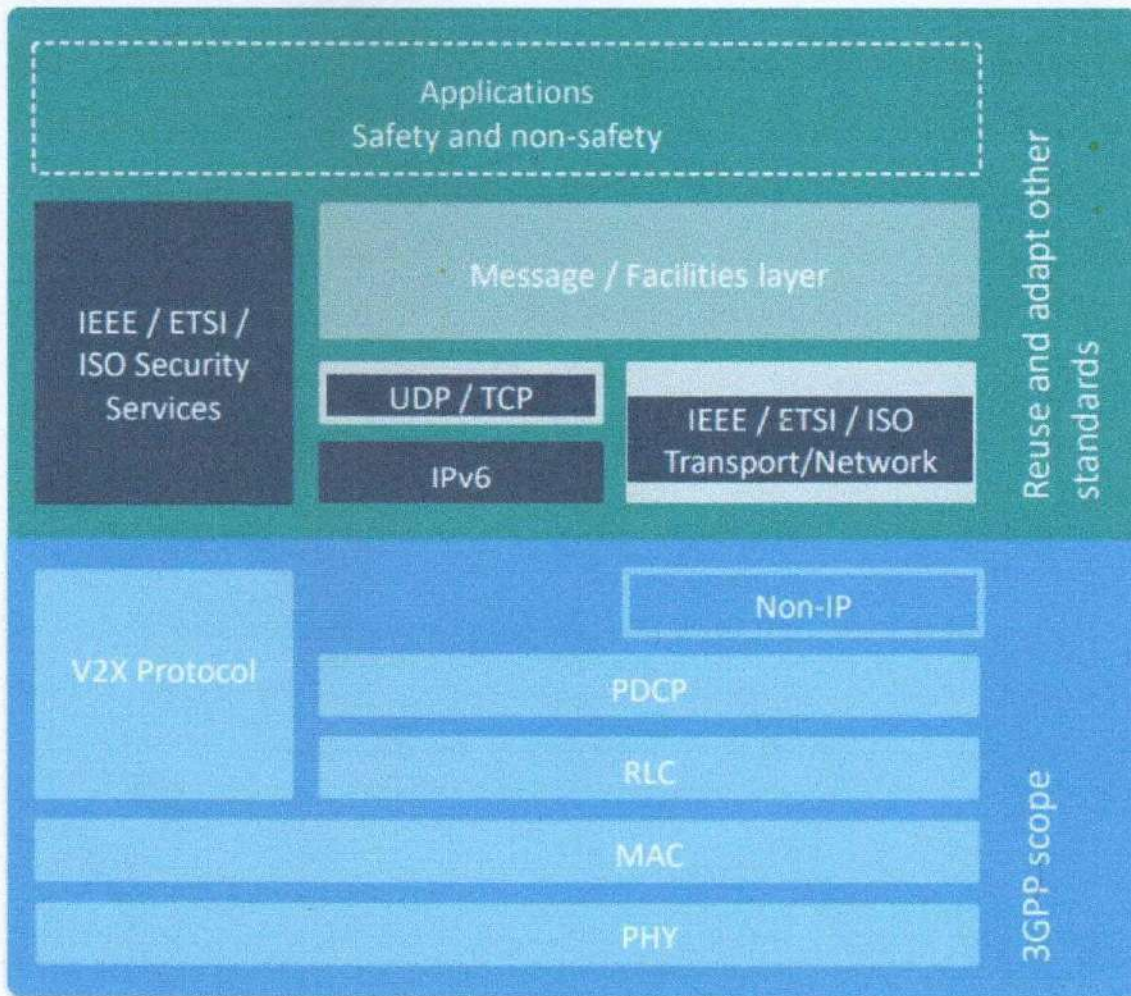 Applications
Safety and non-safety
IEEE / ETSI /
ISO Security
Services
Message / Facilities layer
UDP / TCP
IPv6
IEEE / ETSI / ISO
Transport/Network
Reuse and adapt other
standards
V2X Protocol
Non-IP
PDCP
RLC
MAC
PHY
3GPP scope